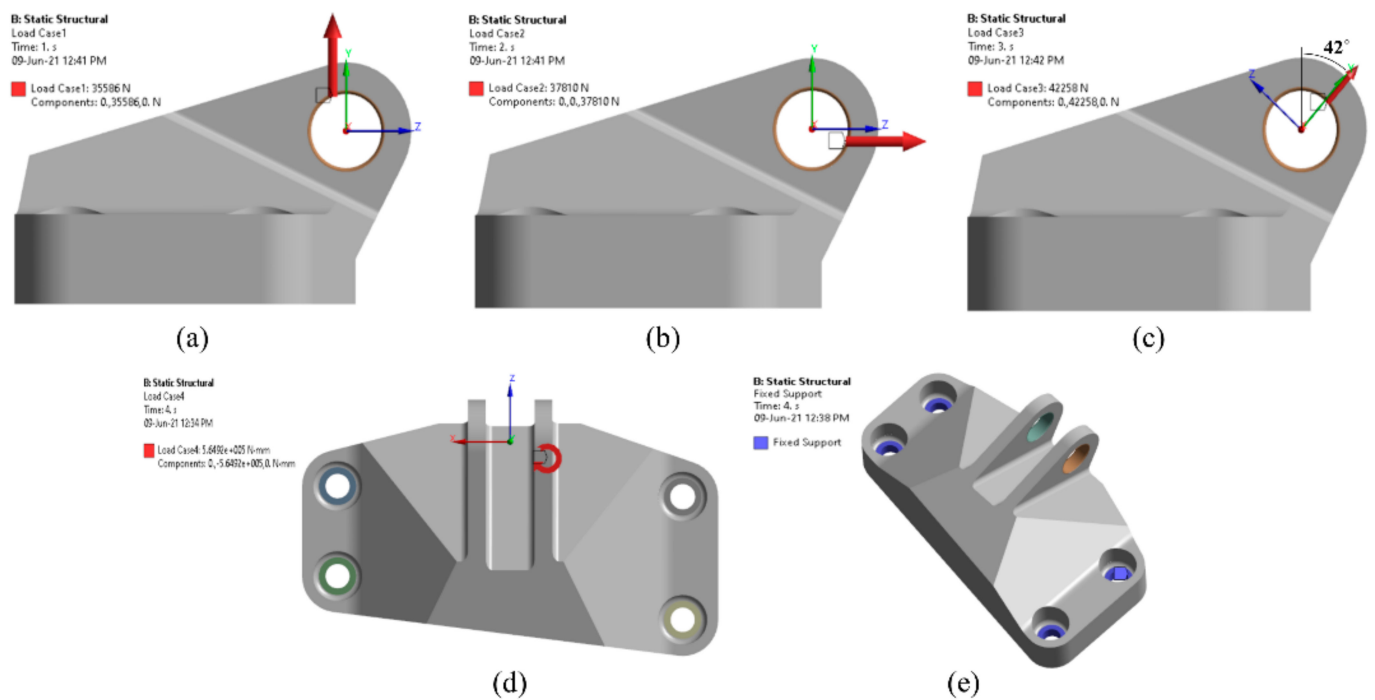 B: Static Structural
Load Case1
Time: 1. s
09-Jun-21 12:41 PM
Load Case1: 35586 N
Components: 0.,35586,0. N
Y
Z
X
(a)
B: Static Structural
Load Case2
Time: 2. s
09-Jun-21 12:41 PM
Load Case2: 37810 N
Components: 0.,0.,37810 N
Y
Z
X
(b)
B: Static Structural
Load Case3
Time: 3. s
09-Jun-21 12:42 PM
Load Case3: 42258 N
Components: 0.,42258,0. N
42°
Z
Y
(c)
B: Static Structural
Load Case4
Time: 4. s
09-Jun-21 12:34 PM
Load Case4: 5.6492e+005 N·mm
Components: 0.,-5.6492e+005,0. N·mm
Z
X
(d)
B: Static Structural
Fixed Support
Time: 4. s
09-Jun-21 12:38 PM
Fixed Support
(e)